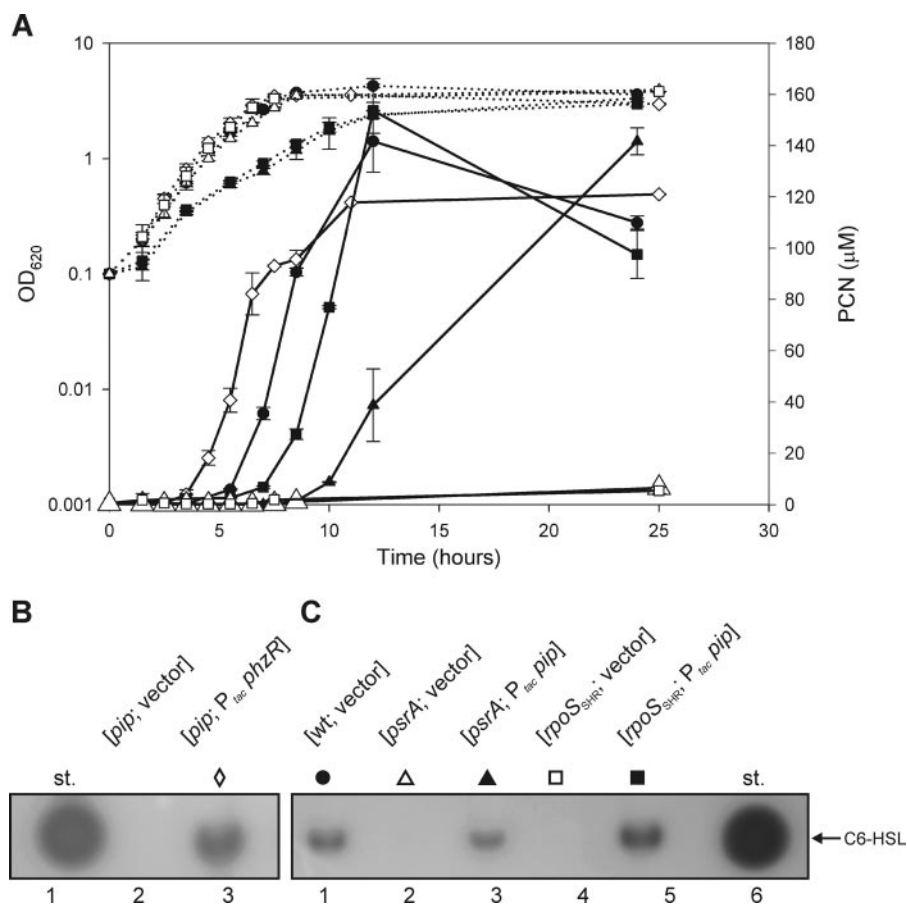 A
10
1
0.1
0.01
0.001
OD620
180
160
140
120
100
80
60
40
20
0
PCN (μM)
0 5 10 15 20 25 30
Time (hours)
B
[pip; vector]
[pip; Ptac phzR]
st.
1 2 3
C
[wt; vector]
[psrA; vector]
[psrA; Ptac pip]
[rpoSSHR; vector]
[rpoSSHR; Ptac pip]
st.
C6-HSL
1 2 3 4 5 6